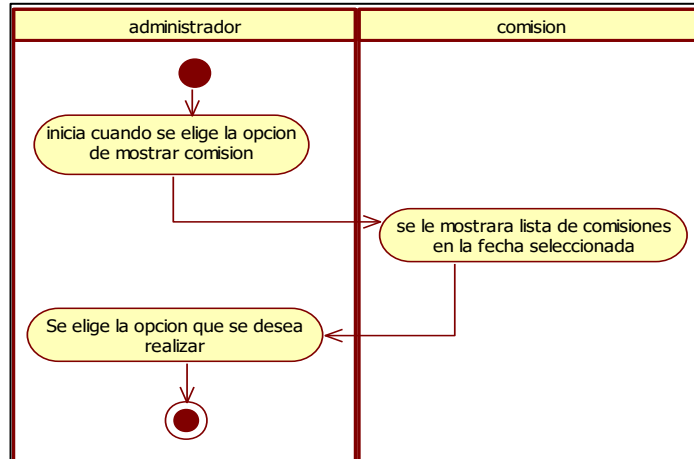 administrador
comision
inicia cuando se elige la opcion
de mostrar comision
se le mostrara lista de comisiones
en la fecha seleccionada
Se elige la opcion que se desea
realizar